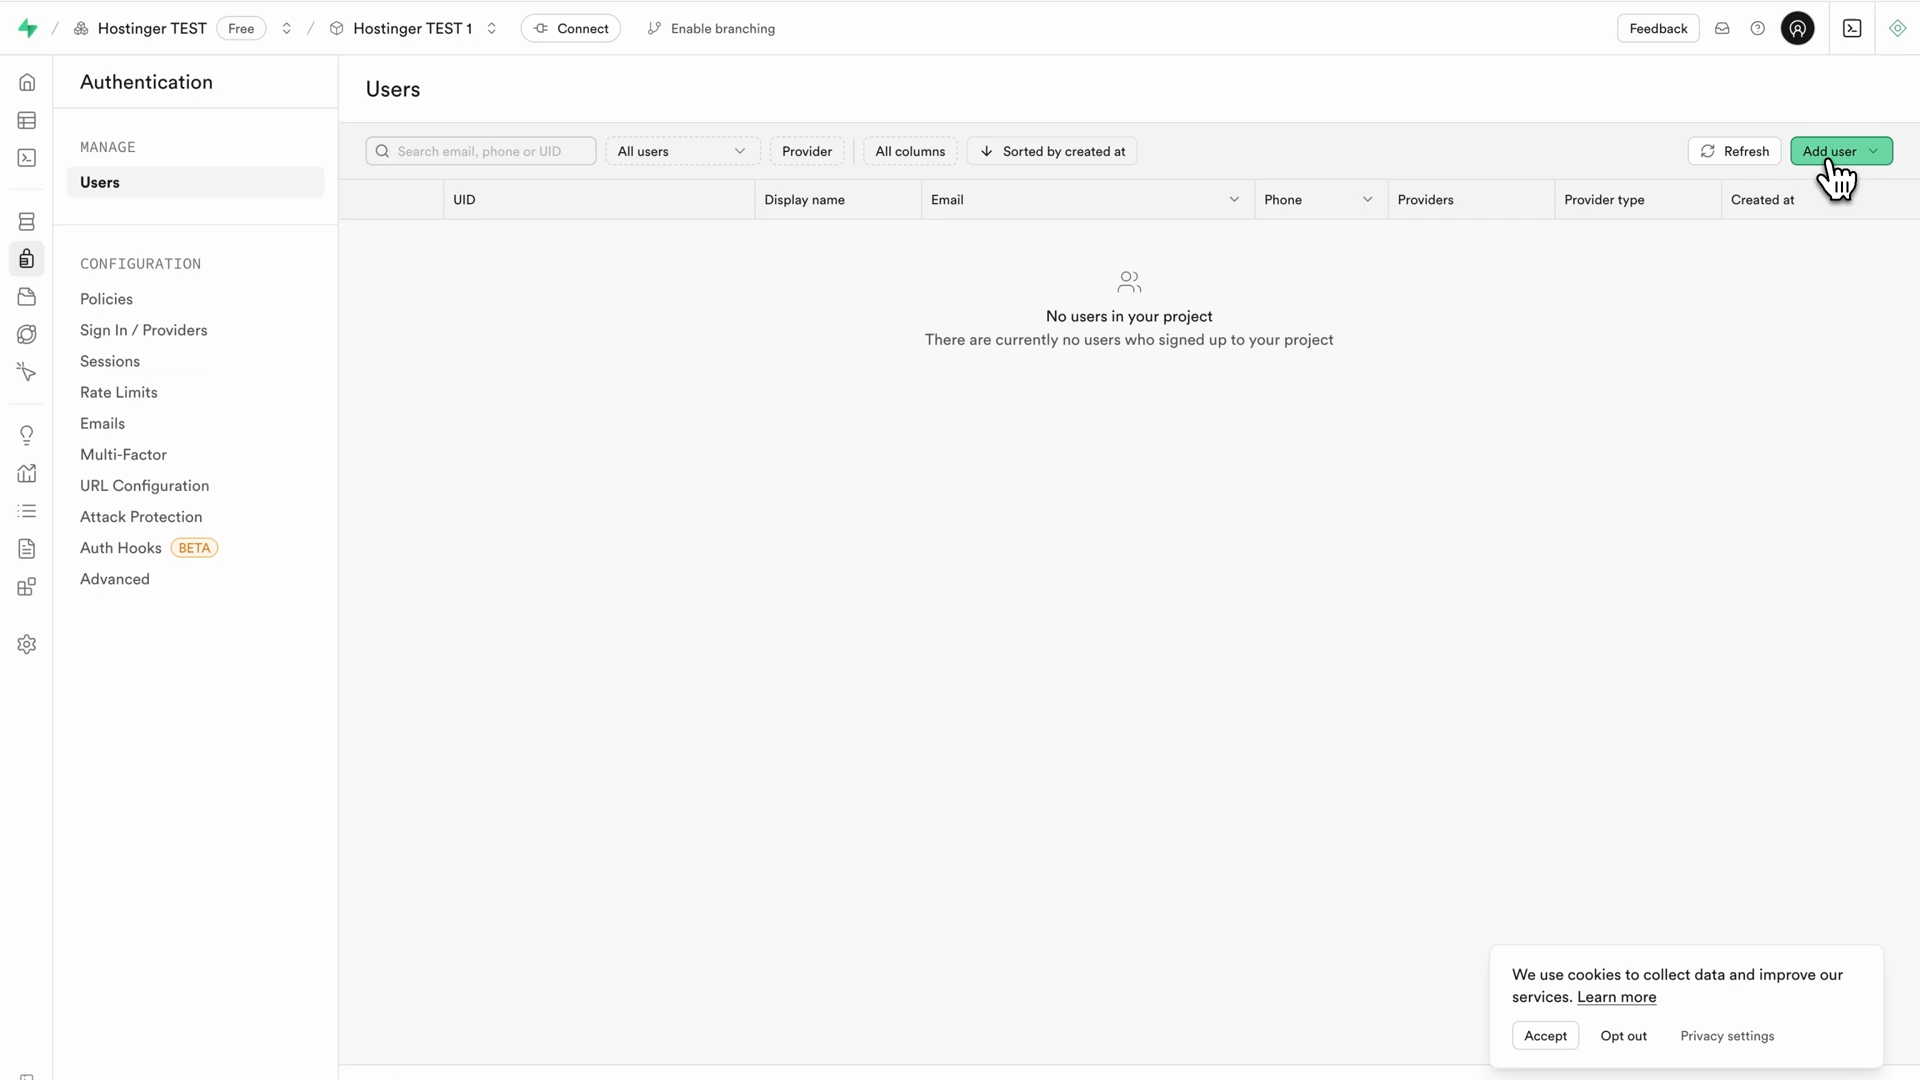 Hostinger TEST Free Hostinger TEST 1 Connect Enable branching Feedback
Authentication
Users
MANAGE
Users
Search email, phone or UID All users Provider All columns Sorted by created at Refresh Add user
UID Display name Email Phone Providers Provider type Created at
CONFIGURATION
Policies
Sign In / Providers
Sessions
Rate Limits
Emails
Multi-Factor
URL Configuration
Attack Protection
Auth Hooks BETA
Advanced
No users in your project
There are currently no users who signed up to your project
We use cookies to collect data and improve our
services. Learn more
Accept Opt out Privacy settings